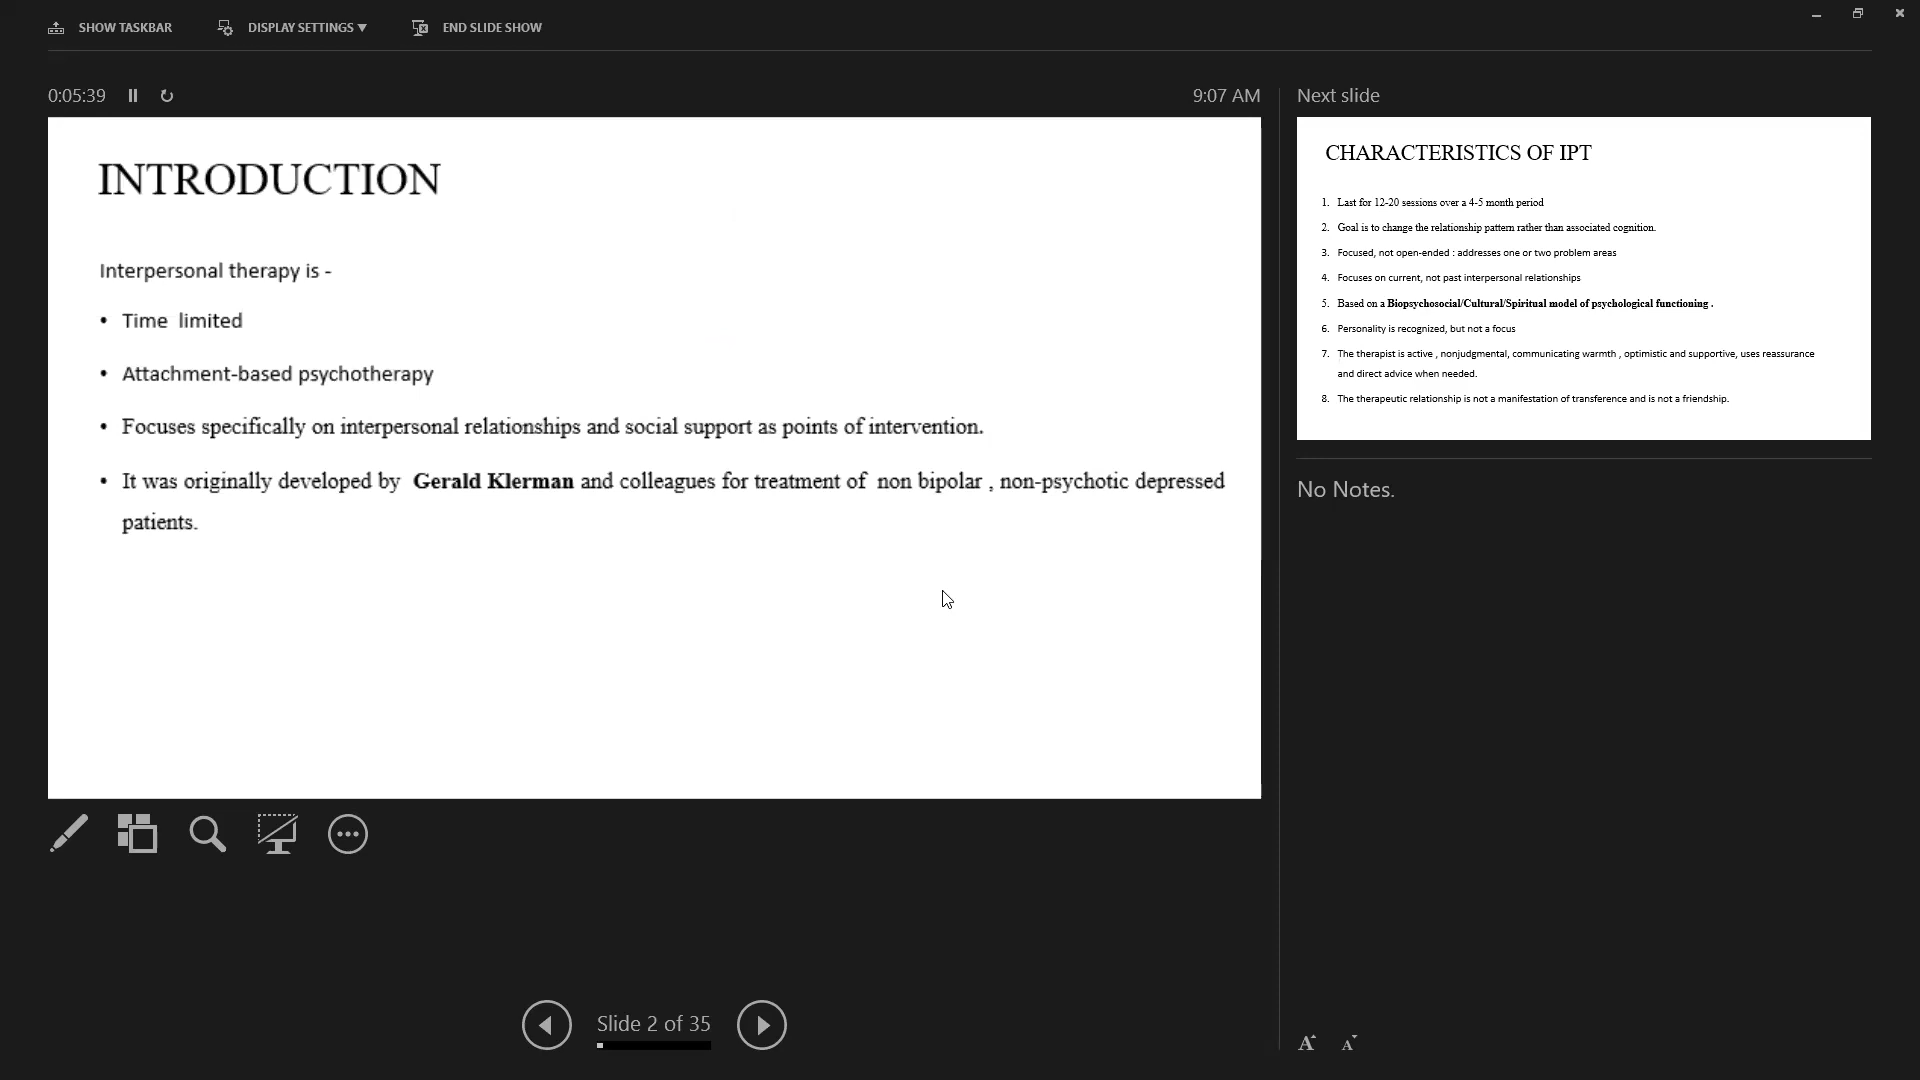 SHOW TASKBAR DISPLAY SETTINGS ▼ END SLIDE SHOW
0:05:39 9:07 AM
INTRODUCTION
Interpersonal therapy is -
• Time limited
• Attachment-based psychotherapy
• Focuses specifically on interpersonal relationships and social support as points of intervention.
• It was originally developed by Gerald Klerman and colleagues for treatment of non bipolar , non-psychotic depressed
patients.
Slide 2 of 35
Next slide
CHARACTERISTICS OF IPT
1. Last for 12-20 sessions over a 4-5 month period
2. Goal is to change the relationship pattern rather than associated cognition.
3. Focused, not open-ended : addresses one or two problem areas
4. Focuses on current, not past interpersonal relationships
5. Based on a Biopsychosocial/Cultural/Spiritual model of psychological functioning .
6. Personality is recognized, but not a focus
7. The therapist is active , nonjudgmental, communicating warmth , optimistic and supportive, uses reassurance
and direct advice when needed.
8. The therapeutic relationship is not a manifestation of transference and is not a friendship.
No Notes.
A A